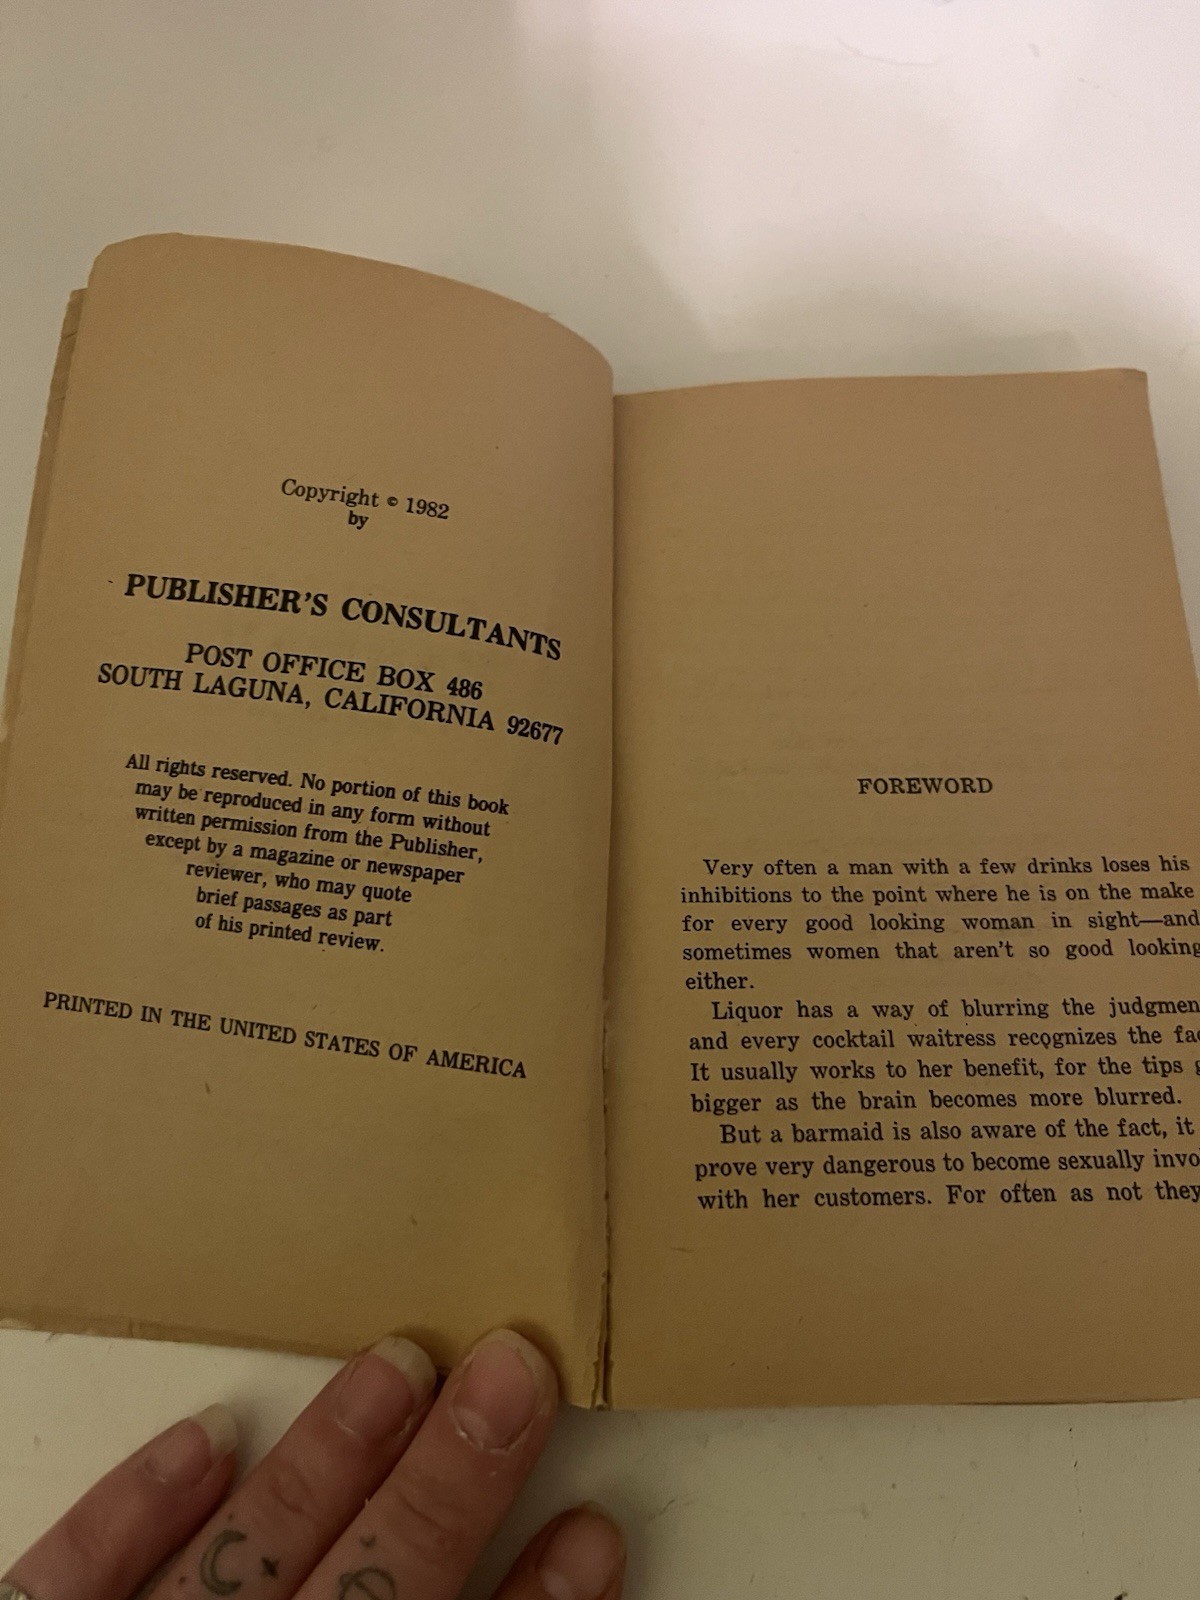 Copyright © 1982
by
PUBLISHER'S CONSULTANTS
POST OFFICE BOX 486
SOUTH LAGUNA, CALIFORNIA 92677
All rights reserved. No portion of this book
may be reproduced in any form without
written permission from the Publisher,
except by a magazine or newspaper
reviewer, who may quote
brief passages as part
of his printed review.
PRINTED IN THE UNITED STATES OF AMERICA
FOREWORD
Very often a man with a few drinks loses his
inhibitions to the point where he is on the make
for every good looking woman in sight—and
sometimes women that aren't so good looking
either.
Liquor has a way of blurring the
and every cocktail waitress recognizes the
It usually works to her benefit, for the tips
bigger as the brain becomes more blurred.
But a barmaid is also aware of the fact, it
prove very dangerous to become sexually
with her customers. For often as not they